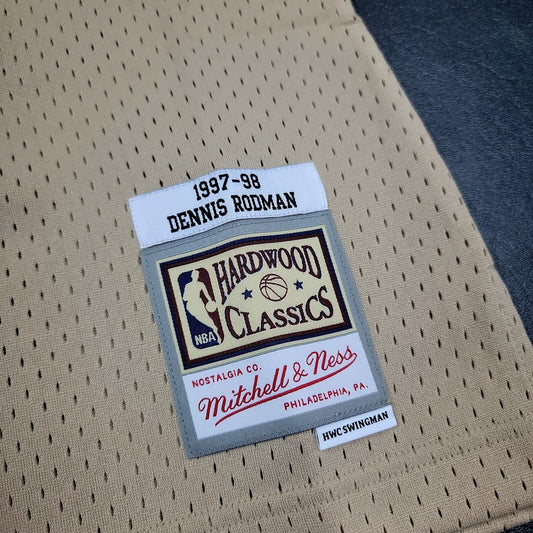 1997-98
DENNIS RODMAN
HARDWOOD
CLASSICS
NBA
NOSTALGIA CO.
Mitchell & Ness
PHILADELPHIA, PA.
HWC SWINGMAN